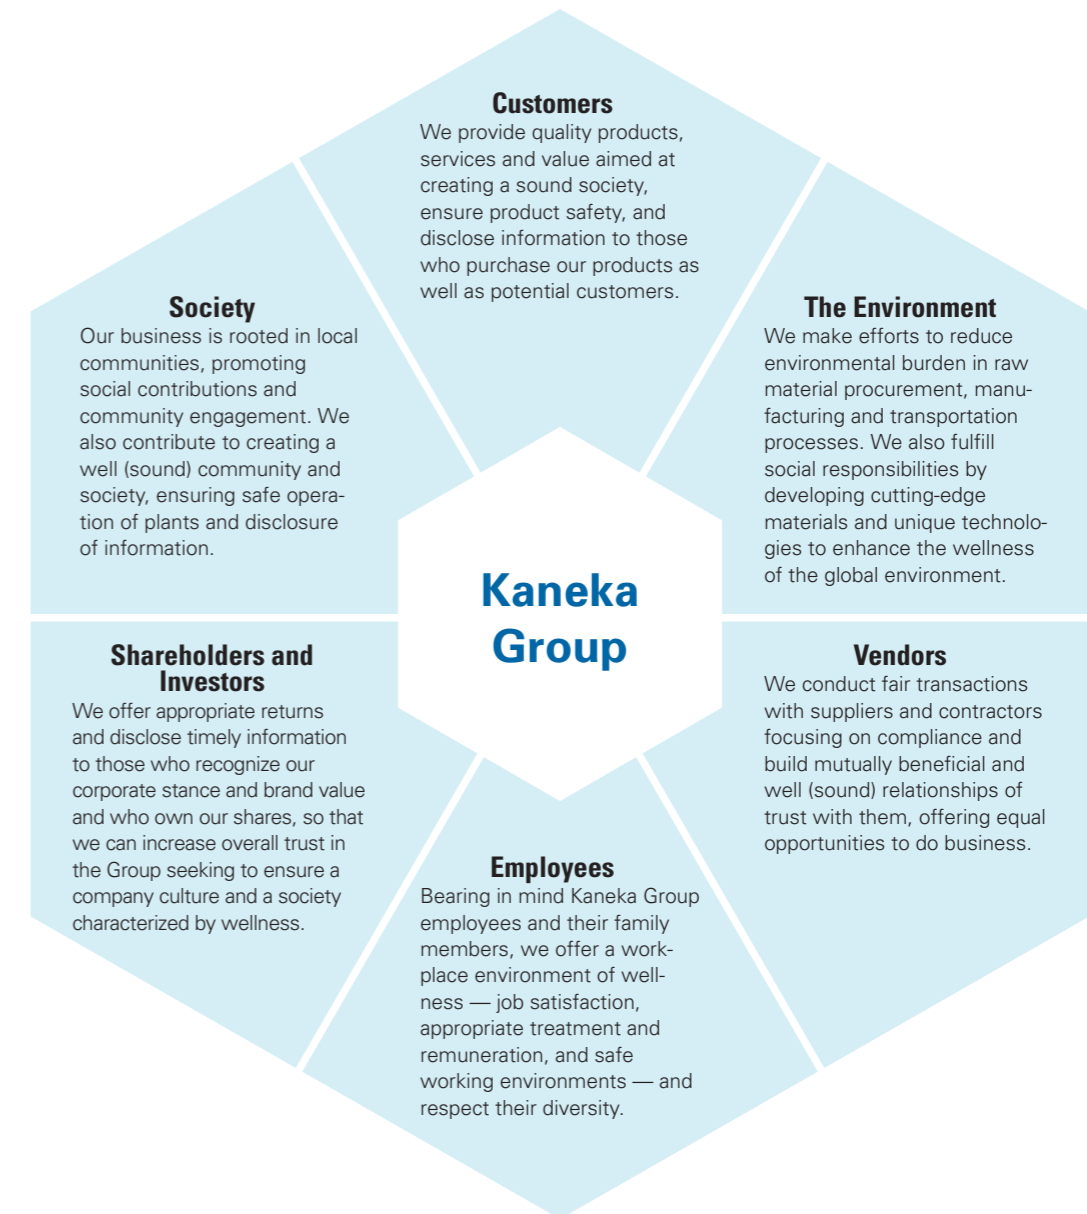 Customers
We provide quality products,
services and value aimed at
creating a sound society,
ensure product safety, and
disclose information to those
who purchase our products as
well as potential customers.
Society
Our business is rooted in local
communities, promoting
social contributions and
community engagement. We
also contribute to creating a
well (sound) community and
society, ensuring safe opera-
tion of plants and disclosure
of information.
The Environment
We make efforts to reduce
environmental burden in raw
material procurement, manu-
facturing and transportation
processes. We also fulfill
social responsibilities by
developing cutting-edge
materials and unique technolo-
gies to enhance the wellness
of the global environment.
Kaneka
Group
Shareholders and
Investors
We offer appropriate returns
and disclose timely information
to those who recognize our
corporate stance and brand value
and who own our shares, so that
we can increase overall trust in
the Group seeking to ensure a
company culture and a society
characterized by wellness.
Vendors
We conduct fair transactions
with suppliers and contractors
focusing on compliance and
build mutually beneficial and
well (sound) relationships of
trust with them, offering equal
opportunities to do business.
Employees
Bearing in mind Kaneka Group
employees and their family
members, we offer a work-
place environment of well-
ness — job satisfaction,
appropriate treatment and
remuneration, and safe
working environments — and
respect their diversity.